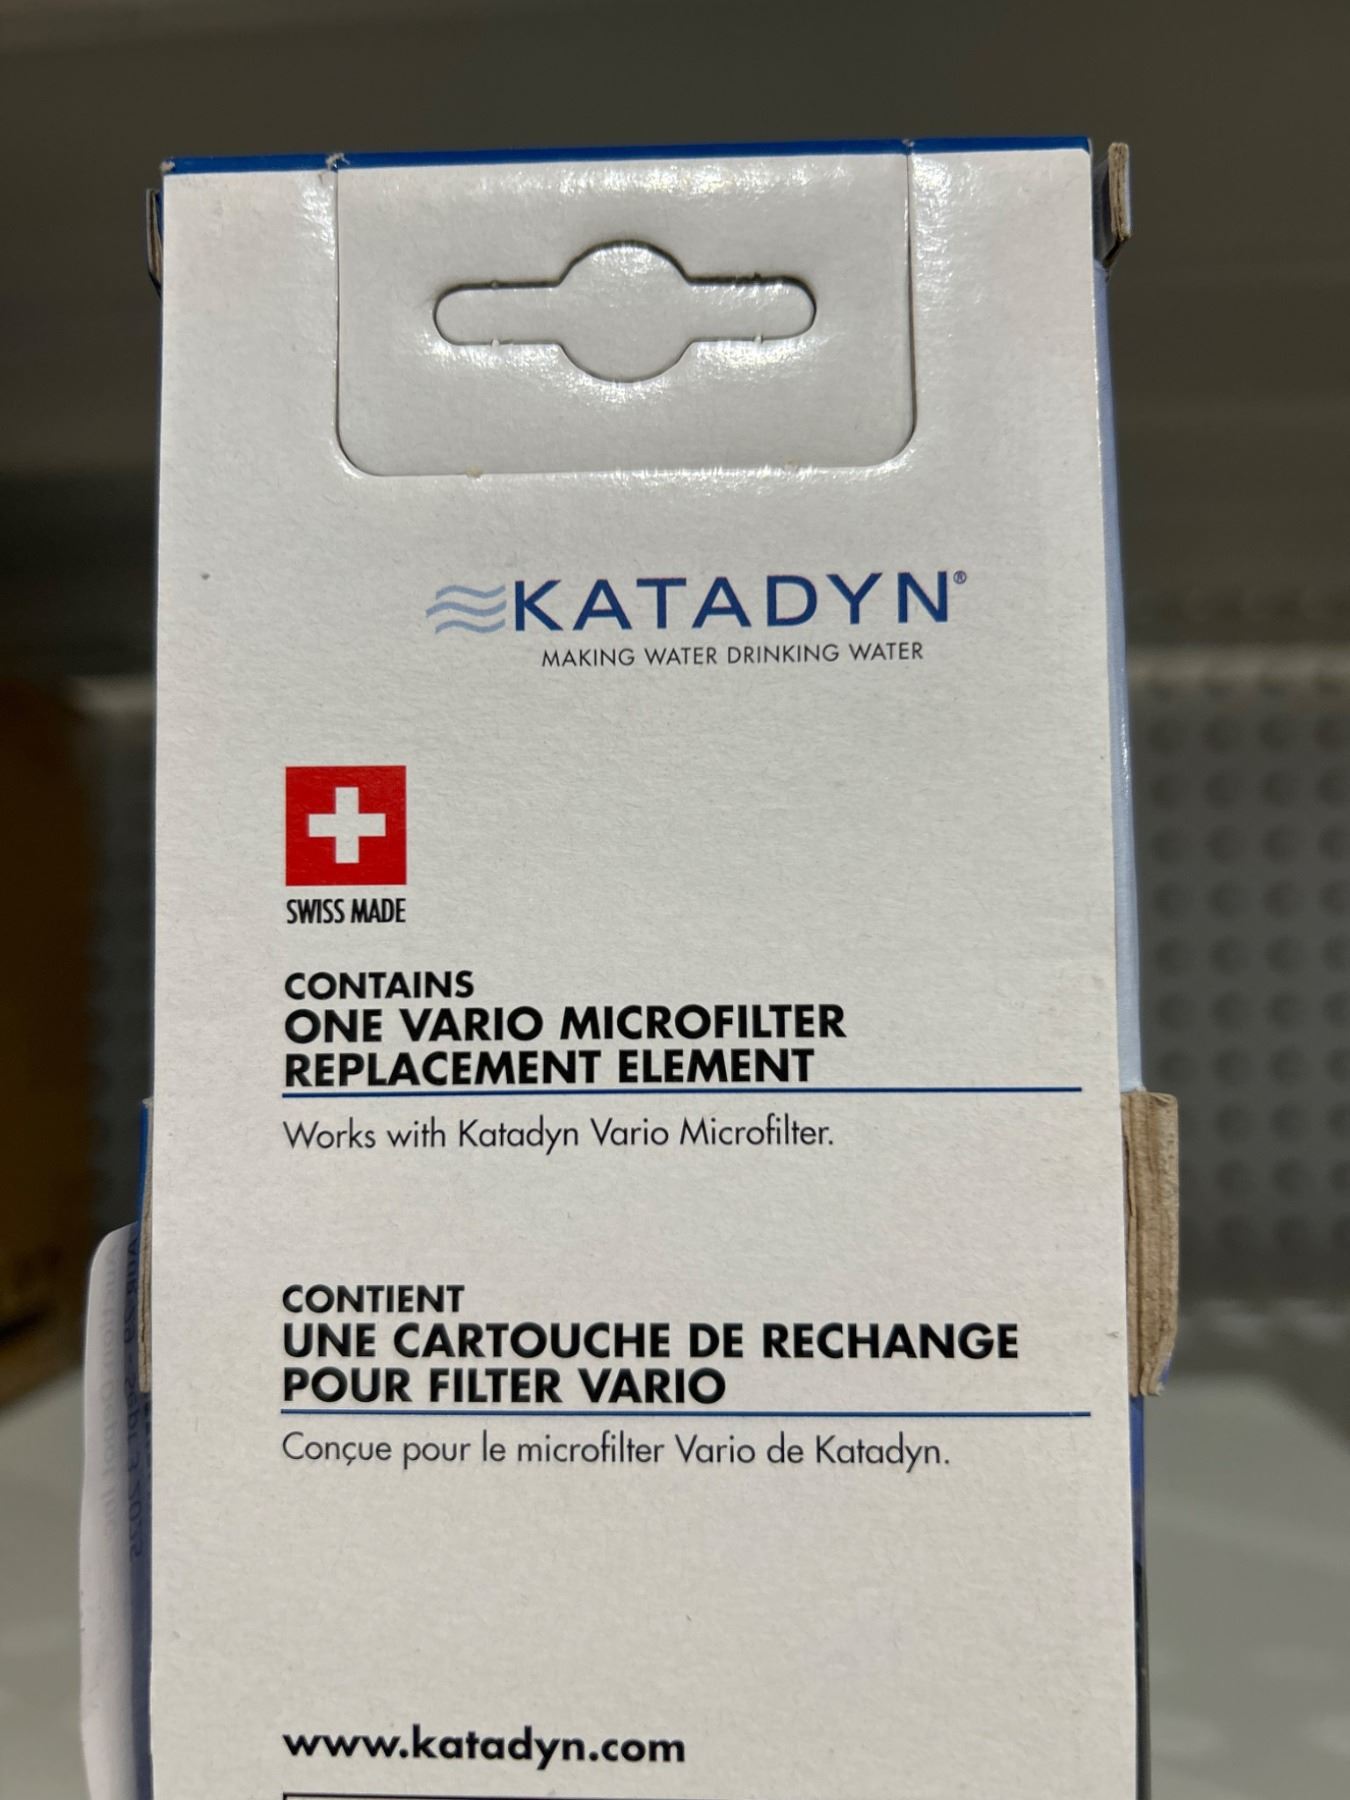 KATADYN®
MAKING WATER DRINKING WATER
SWISS MADE
CONTAINS
ONE VARIO MICROFILTER
REPLACEMENT ELEMENT
Works with Katadyn Vario Microfilter.
CONTIENT
UNE CARTOUCHE DE RECHANGE
POUR FILTER VARIO
Conçue pour le microfilter Vario de Katadyn.
www.katadyn.com